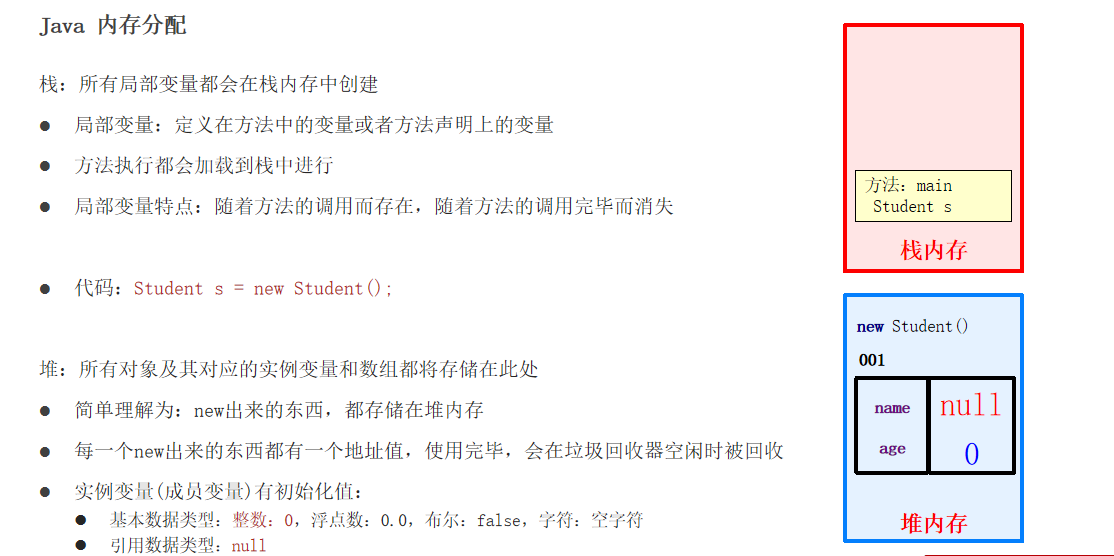 Java 内存分配
栈：所有局部变量都会在栈内存中创建
● 局部变量：定义在方法中的变量或者方法声明上的变量
● 方法执行都会加载到栈中进行
● 局部变量特点：随着方法的调用而存在，随着方法的调用完毕而消失
● 代码：Student s = new Student();
堆：所有对象及其对应的实例变量和数组都将存储在此处
● 简单理解为：new出来的东西，都存储在堆内存
● 每一个new出来的东西都有一个地址值，使用完毕，会在垃圾回收器空闲时被回收
● 实例变量(成员变量)有初始化值：
● 基本数据类型：整数：0，浮点数：0.0，布尔：false，字符：空字符
● 引用数据类型：null
方法：main
Student s
栈内存
new Student()
001
name null
age 0
堆内存